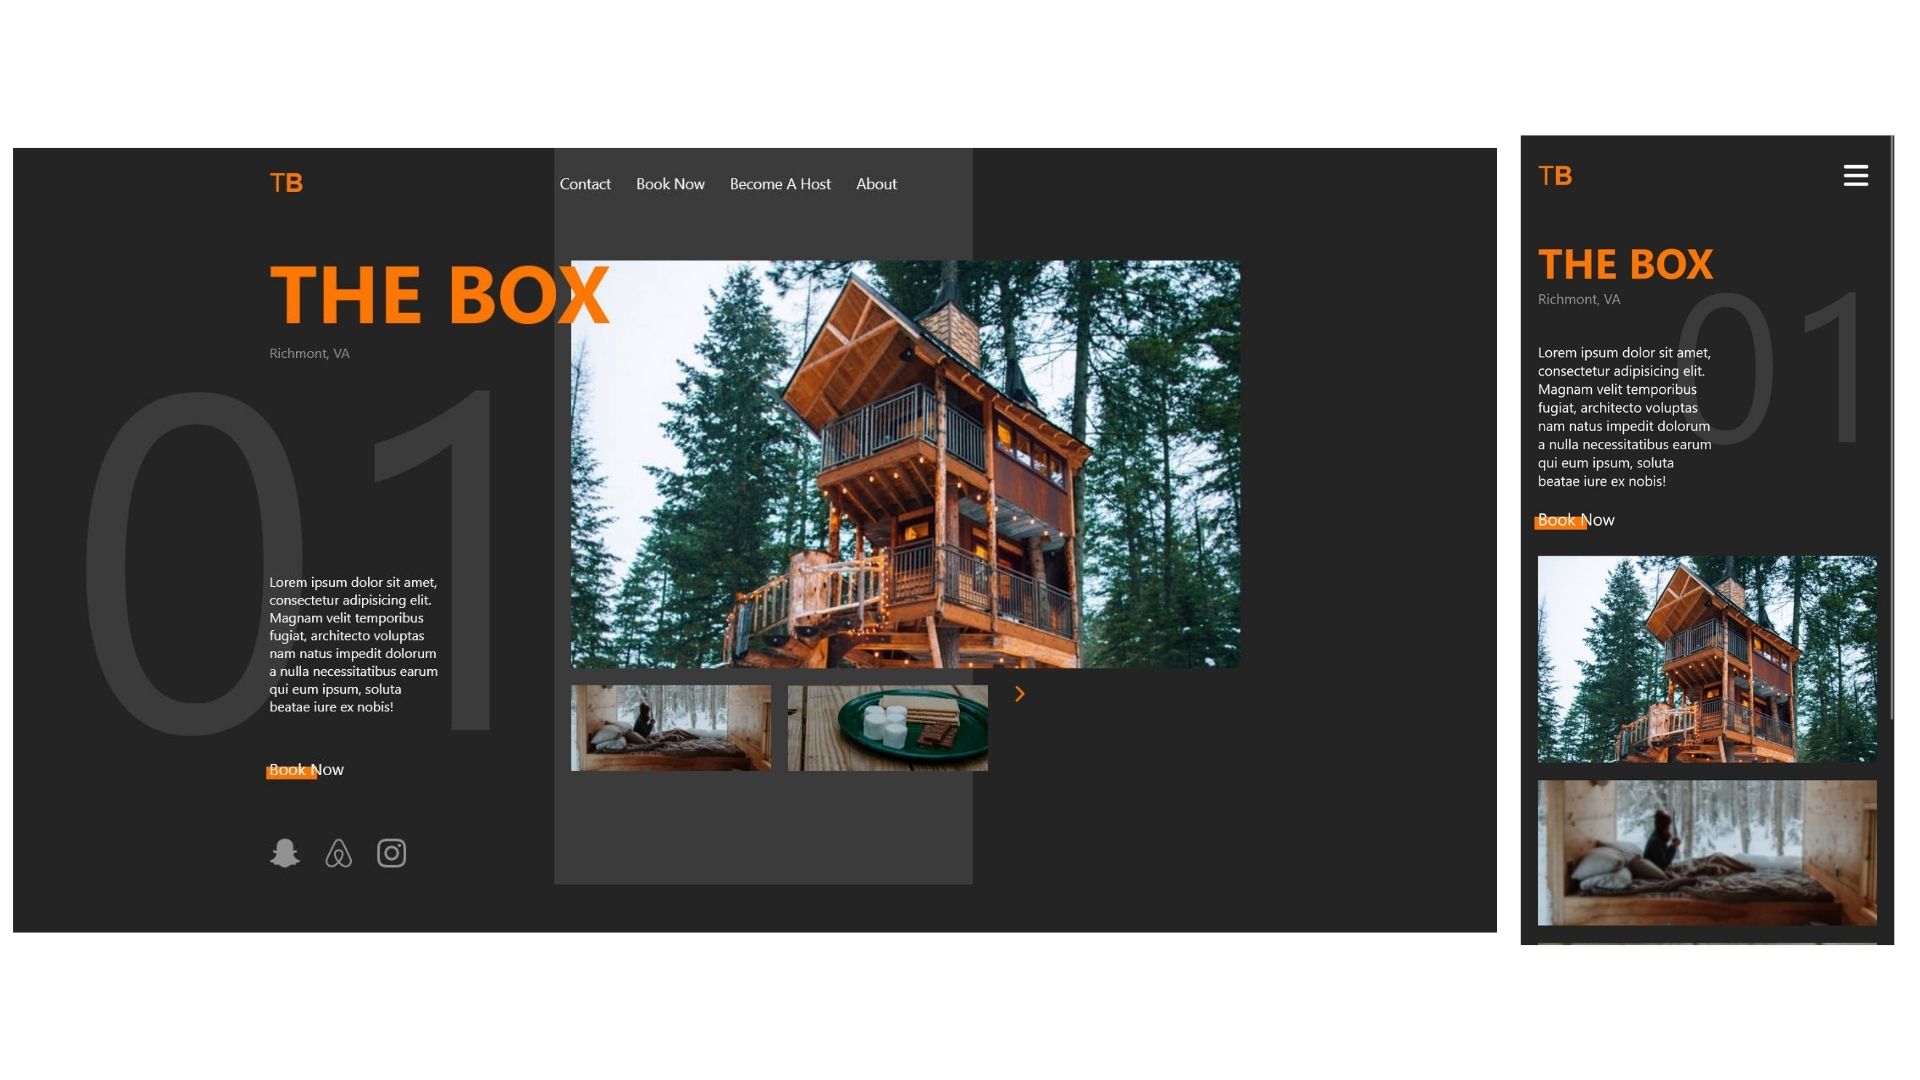 TB
Contact Book Now Become A Host About
THE BOX
Richmont, VA
01
Lorem ipsum dolor sit amet,
consectetur adipisicing elit.
Magnam velit temporibus
fugiat, architecto voluptas
nam natus impedit dolorum
a nulla necessitatibus earum
qui eum ipsum, soluta
beatae iure ex nobis!
Book Now
TB
THE BOX
Richmont, VA
01
Lorem ipsum dolor sit amet,
consectetur adipisicing elit.
Magnam velit temporibus
fugiat, architecto voluptas
nam natus impedit dolorum
a nulla necessitatibus earum
qui eum ipsum, soluta
beatae iure ex nobis!
Book Now